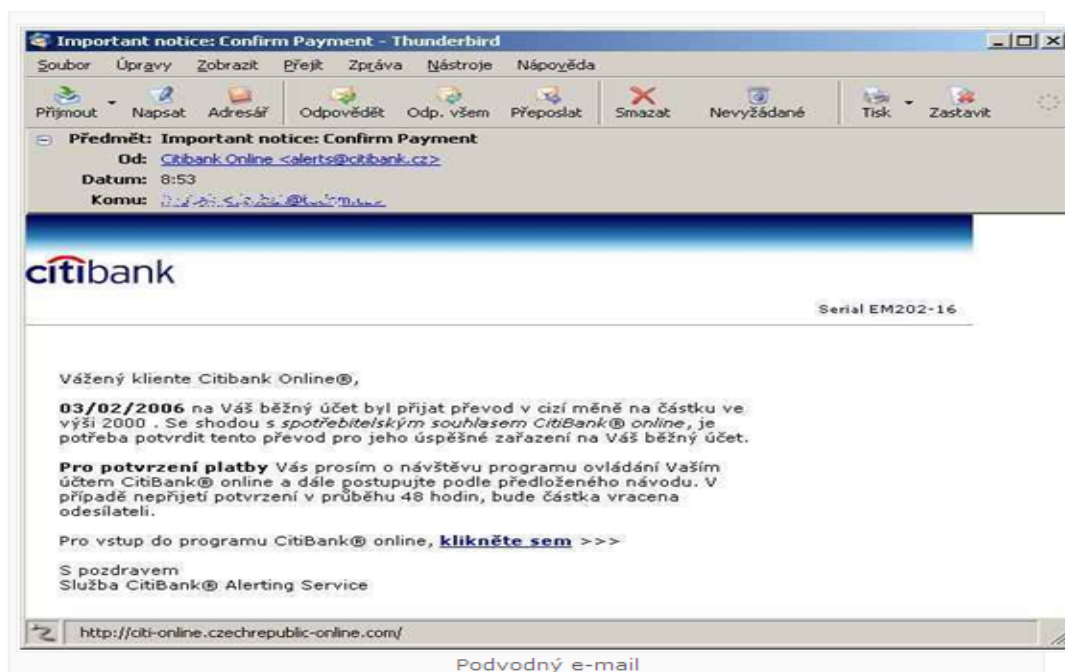 Important notice: Confirm Payment - Thunderbird
Soubor Úpravy Zobrazit Přejít Zpráva Nástroje Nápověda
Přijmout Napsat Adresář Odpovědět Odp. všem Přeposlat Smazat Nevyžádané Tisk Zastavit
Předmět: Important notice: Confirm Payment
Od: Citibank Online <alerts@citibank.cz>
Datum: 8:53
Komu:
citibank
Serial EM202-16
Vážený kliente Citibank Online®,
03/02/2006 na Váš běžný účet byl přijat převod v cizí měně na částku ve
výši 2000 . Se shodou s spotřebitelským souhlasem CitiBank® online, je
potřeba potvrdit tento převod pro jeho úspěšné zařazení na Váš běžný účet.
Pro potvrzení platby Vás prosím o návštěvu programu ovládání Vaším
účtem CitiBank® online a dále postupujte podle předloženého návodu. V
případě nepřijetí potvrzení v průběhu 48 hodin, bude částka vracena
odesílateli.
Pro vstup do programu CitiBank® online, klikněte sem >>>
S pozdravem
Služba CitiBank® Alerting Service
http://citi-online.czechrepublic-online.com/
Podvodný e-mail